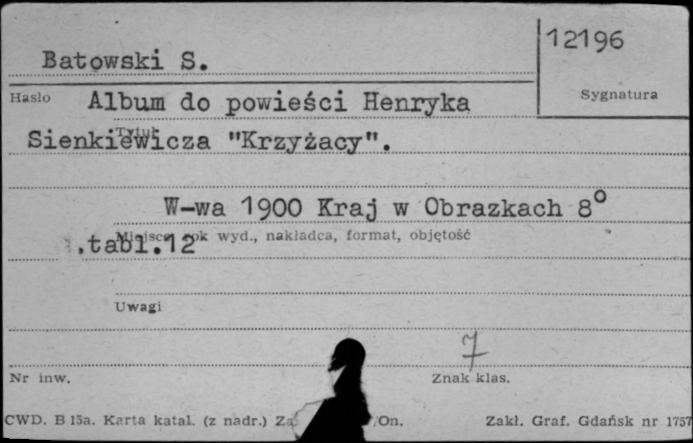 12196
Batowski S.
Hasło Album do powieści Henryka Sygnatura
Tytuł
Sienkiewicza "Krzyżacy".
W-wa 1900 Kraj w Obrazkach 8°
Miejsce, rok wyd., nakładca, format, objętość
.tabl.12
Uwagi
7
Nr inw. Znak klas.
CWD. B 15a. Karta katal. (z nadr.) /On. Zakł. Graf. Gdańsk nr 1757